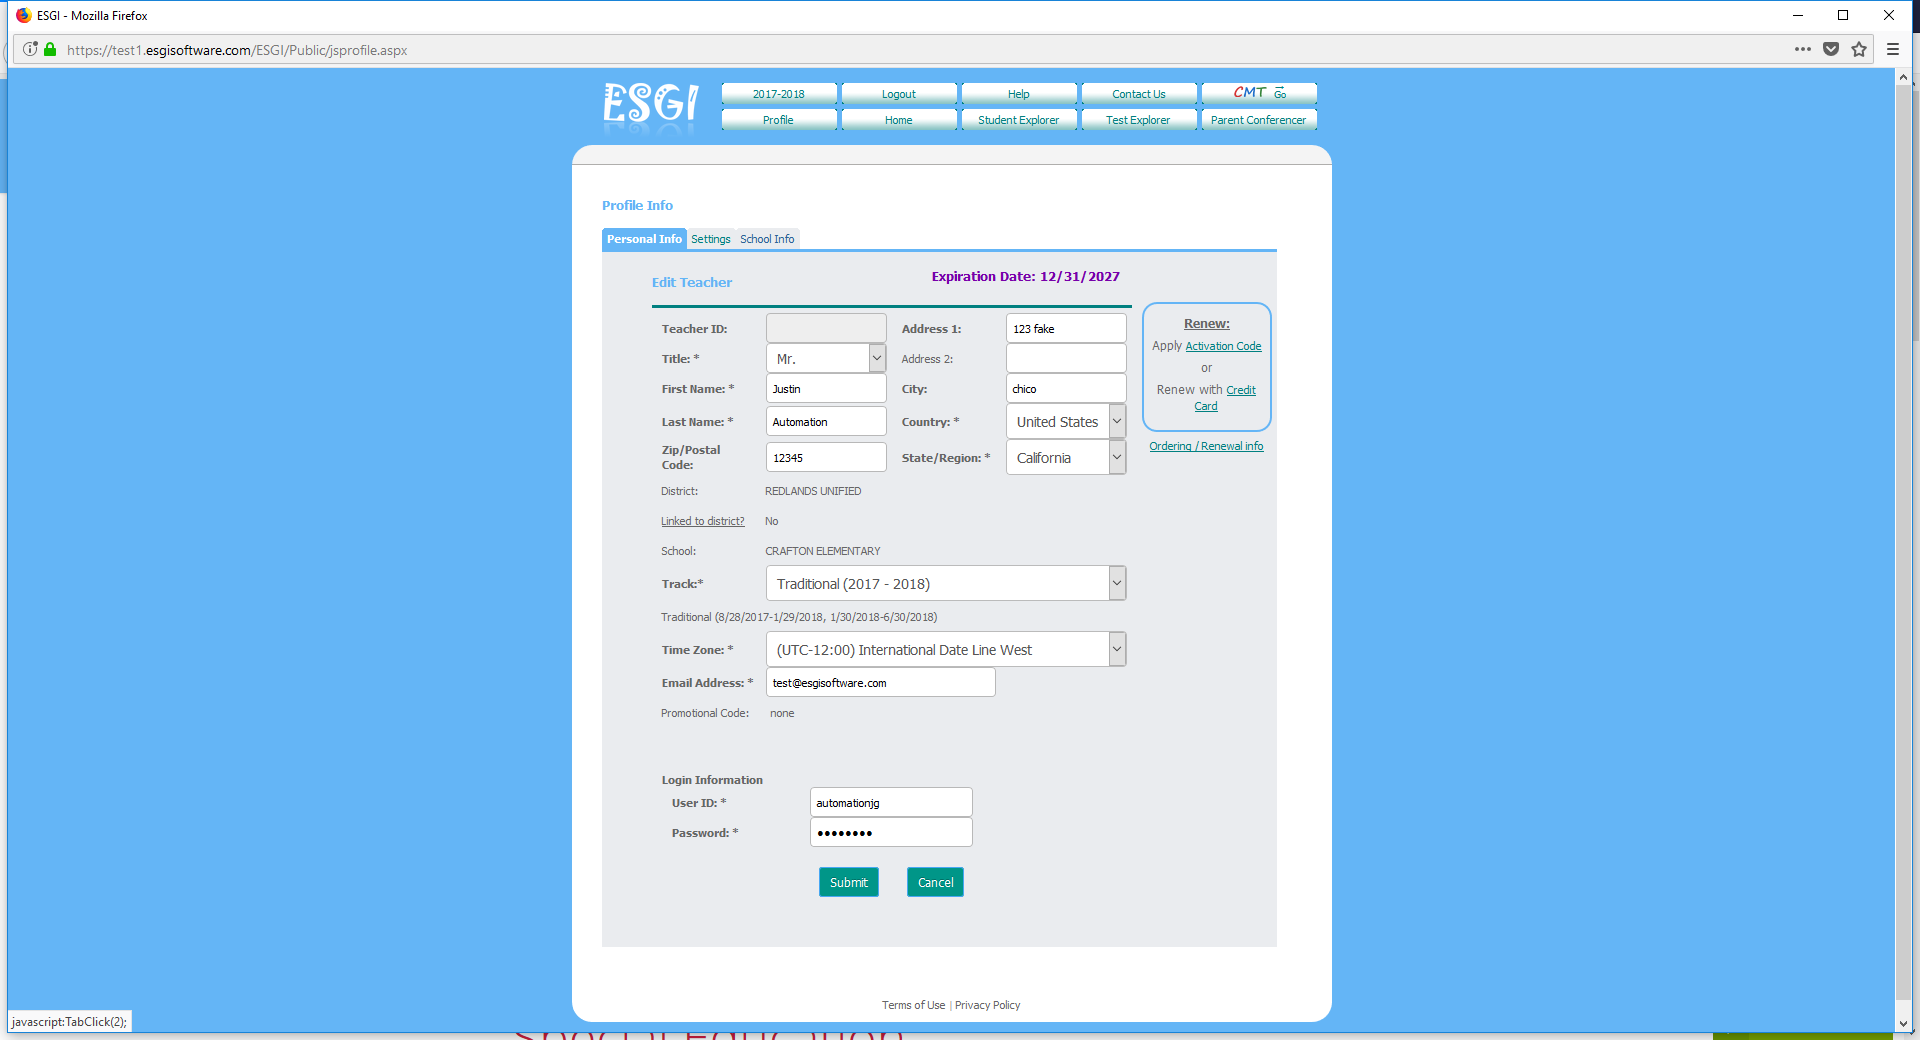 ESGI - Mozilla Firefox
https://test1.esgisoftware.com/ESGI/Public/jsprofile.aspx
ESGI
2017-2018 Logout Help Contact Us CMT Go
Profile Home Student Explorer Test Explorer Parent Conferencer
Profile Info
Personal Info Settings School Info
Edit Teacher Expiration Date: 12/31/2027
Teacher ID: Address 1: 123 fake
Title: * Mr. Address 2:
First Name: * Justin City: chico
Last Name: * Automation Country: * United States
Zip/Postal Code: 12345 State/Region: * California
Renew:
Apply Activation Code
or
Renew with Credit
Card
Ordering / Renewal info
District: REDLANDS UNIFIED
Linked to district? No
School: CRAFTON ELEMENTARY
Track:* Traditional (2017 - 2018)
Traditional (8/28/2017-1/29/2018, 1/30/2018-6/30/2018)
Time Zone: * (UTC-12:00) International Date Line West
Email Address: * test@esgisoftware.com
Promotional Code: none
Login Information
User ID: * automationjg
Password: * ••••••••
Submit Cancel
Terms of Use | Privacy Policy
javascript:TabClick(2);